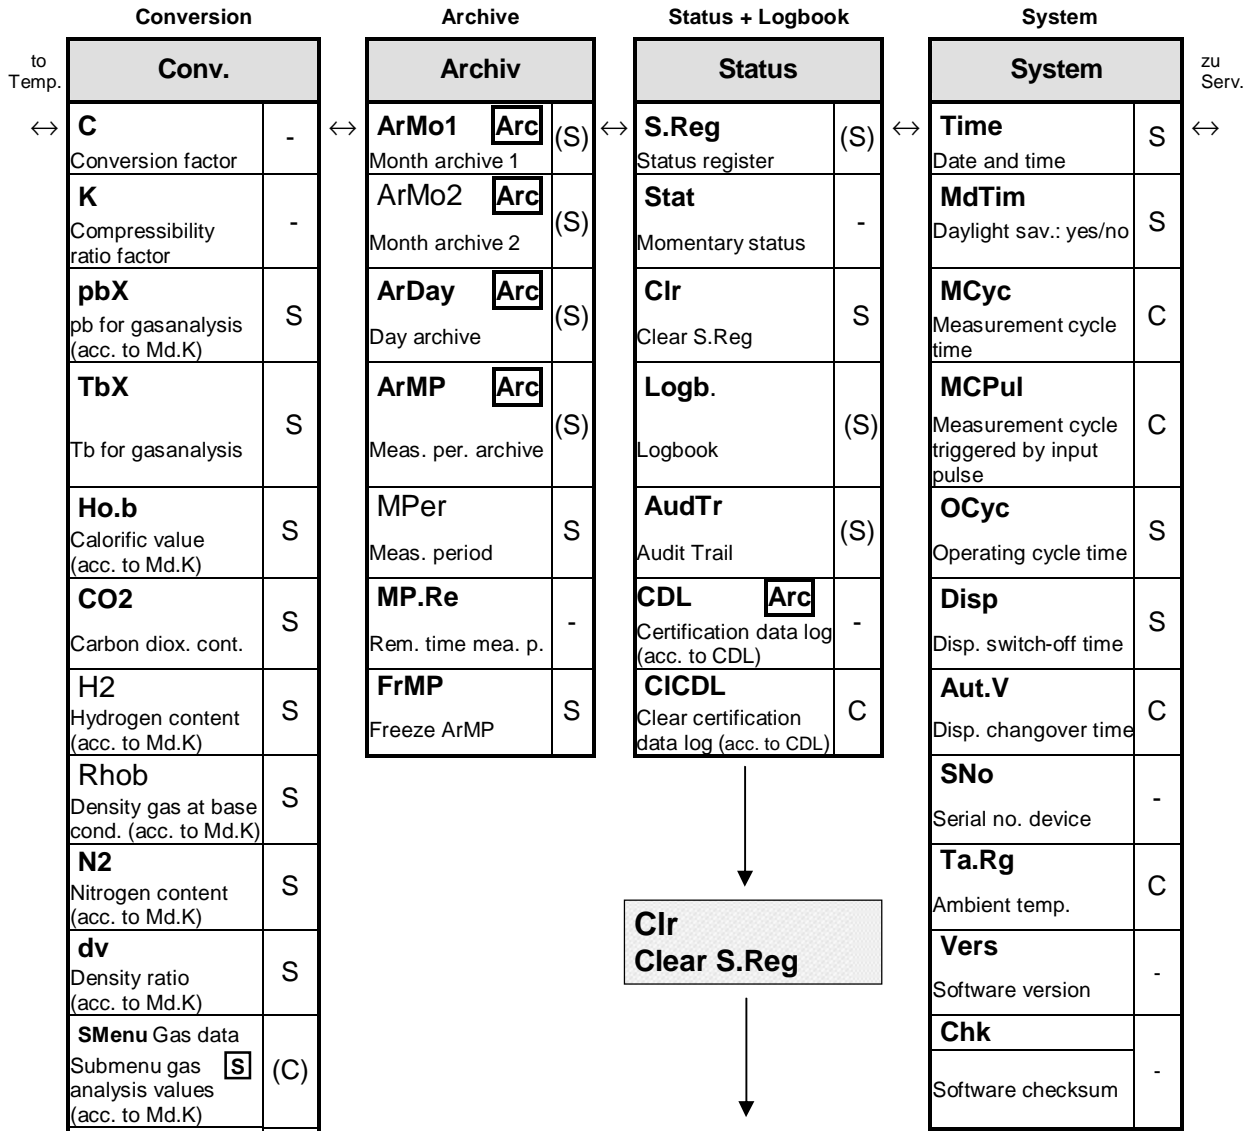 Conversion
Archive
Status + Logbook
System
to
Temp.
Conv.
Archiv
Status
System
zu
Serv.
↔
C
Conversion factor
-
K
Compressibility
ratio factor
-
pbX
pb for gasanalysis
(acc. to Md.K)
S
TbX
Tb for gasanalysis
S
Ho.b
Calorific value
(acc. to Md.K)
S
CO2
Carbon diox. cont.
S
H2
Hydrogen content
(acc. to Md.K)
S
Rhob
Density gas at base
cond. (acc. to Md.K)
S
N2
Nitrogen content
(acc. to Md.K)
S
dv
Density ratio
(acc. to Md.K)
S
SMenu Gas data
Submenu gas S
analysis values
(acc. to Md.K)
(C)
↔
ArMo1 Arc
Month archive 1
(S)
ArMo2 Arc
Month archive 2
(S)
ArDay Arc
Day archive
(S)
ArMP Arc
Meas. per. archive
(S)
MPer
Meas. period
S
MP.Re
Rem. time mea. p.
-
FrMP
Freeze ArMP
S
↔
S.Reg
Status register
(S)
Stat
Momentary status
-
Clr
Clear S.Reg
S
Logb.
Logbook
(S)
AudTr
Audit Trail
(S)
CDL Arc
Certification data log
(acc. to CDL)
-
ClCDL
Clear certification
data log (acc. to CDL)
C
Clr
Clear S.Reg
↔
Time
Date and time
S
MdTim
Daylight sav.: yes/no
S
MCyc
Measurement cycle
time
C
MCPul
Measurement cycle
triggered by input
pulse
C
OCyc
Operating cycle time
S
Disp
Disp. switch-off time
S
Aut.V
Disp. changover time
C
SNo
Serial no. device
-
Ta.Rg
Ambient temp.
C
Vers
Software version
-
Chk
Software checksum
-
↔